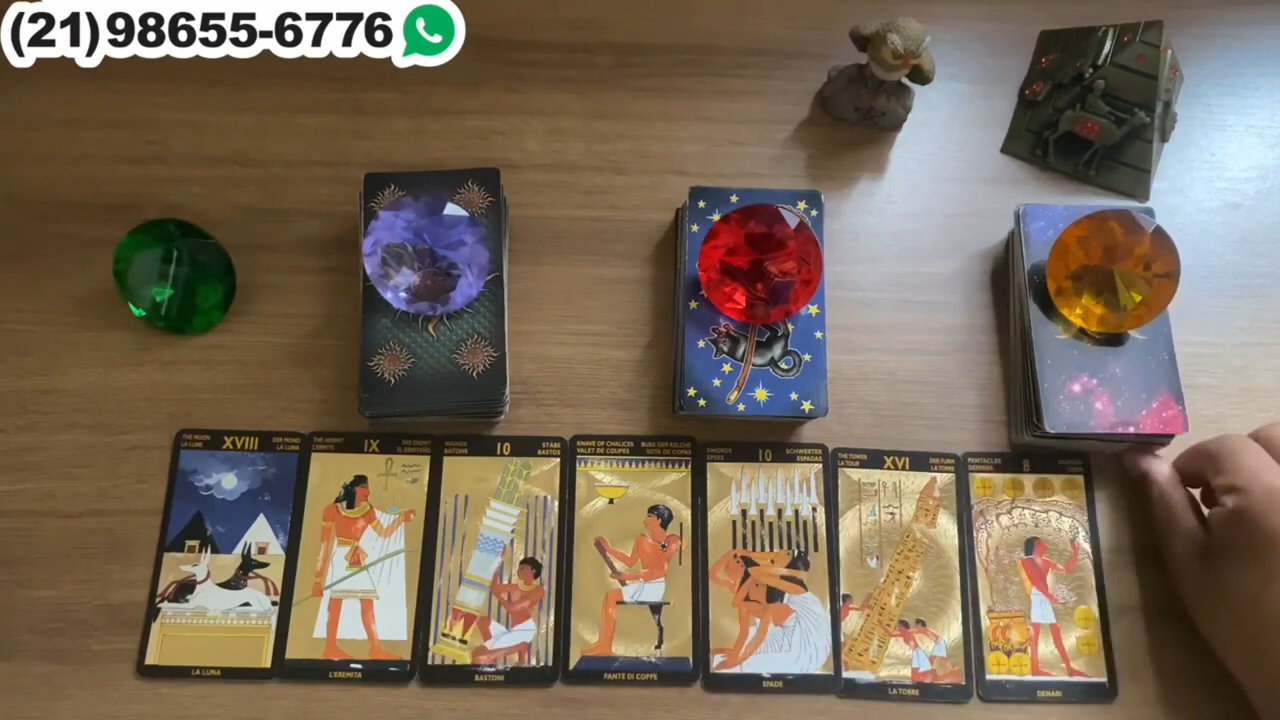 (21)98655-6776
THE MOON
LA LUNE
XVIII
DER MOND
LA LUNA
LA LUNA
THE HERMIT
L'ERMITE
IX
DER EREMIT
EL ERMITAÑO
L'EREMITA
WANDS
BATONS
10
STÄBE
BASTOS
BASTONI
KNAVE OF CHALICES
VALET DE COUPES
BUBE DER KELCHE
SOTA DE COPAS
FANTE DI COPPE
SWORDS
EPEES
10
SCHWERTER
ESPADAS
SPADE
THE TOWER
LA TOUR
XVI
DER TURM
LA TORRE
LA TORRE
PENTACLES
DENIERS
8
DENARI